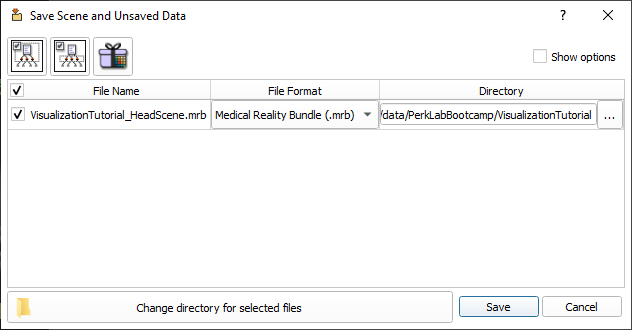 Save Scene and Unsaved Data
?
Show options
File Name File Format Directory
VisualizationTutorial_HeadScene.mrb Medical Reality Bundle (.mrb) /data/PerkLabBootcamp/VisualizationTutorial ...
Change directory for selected files Save Cancel